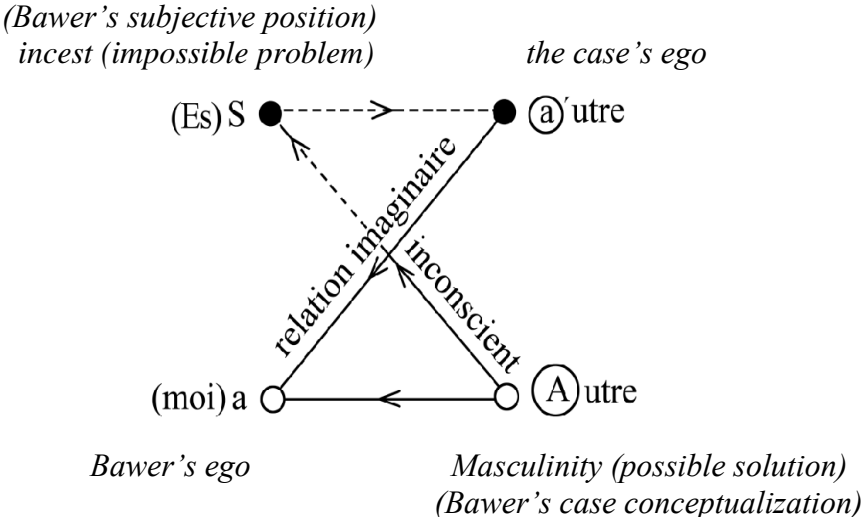 (Bawer’s subjective position)
incest (impossible problem)
the case’s ego
(Es) S
a´utre
relation imaginaire
inconscient
(moi) a
Autre
Bawer’s ego
Masculinity (possible solution)
(Bawer’s case conceptualization)